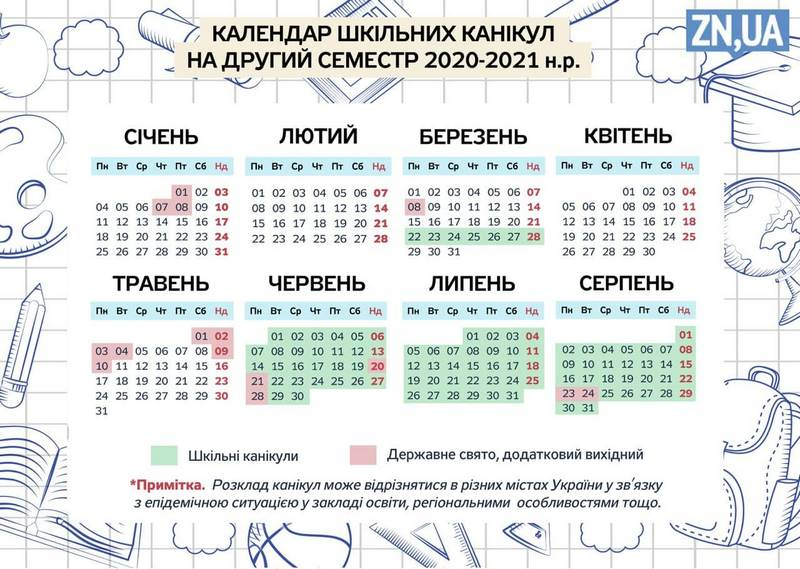 КАЛЕНДАР ШКІЛЬНИХ КАНІКУЛ
НА ДРУГИЙ СЕМЕСТР 2020-2021 н.р.
ZN,UA
СІЧЕНЬ
Пн Вт Ср Чт Пт Сб Нд
01 02 03
04 05 06 07 08 09 10
11 12 13 14 15 16 17
18 19 20 21 22 23 24
25 26 27 28 29 30 31
ЛЮТИЙ
Пн Вт Ср Чт Пт Сб Нд
01 02 03 04 05 06 07
08 09 10 11 12 13 14
15 16 17 18 19 20 21
22 23 24 25 26 27 28
БЕРЕЗЕНЬ
Пн Вт Ср Чт Пт Сб Нд
01 02 03 04 05 06 07
08 09 10 11 12 13 14
15 16 17 18 19 20 21
22 23 24 25 26 27 28
29 30 31
КВІТЕНЬ
Пн Вт Ср Чт Пт Сб Нд
01 02 03 04
05 06 07 08 09 10 11
12 13 14 15 16 17 18
19 20 21 22 23 24 25
26 27 28 29 30
ТРАВЕНЬ
Пн Вт Ср Чт Пт Сб Нд
01 02
03 04 05 06 07 08 09
10 11 12 13 14 15 16
17 18 19 20 21 22 23
24 25 26 27 28 29 30
31
ЧЕРВЕНЬ
Пн Вт Ср Чт Пт Сб Нд
01 02 03 04 05 06
07 08 09 10 11 12 13
14 15 16 17 18 19 20
21 22 23 24 25 26 27
28 29 30
ЛИПЕНЬ
Пн Вт Ср Чт Пт Сб Нд
01 02 03 04
05 06 07 08 09 10 11
12 13 14 15 16 17 18
19 20 21 22 23 24 25
26 27 28 29 30 31
СЕРПЕНЬ
Пн Вт Ср Чт Пт Сб Нд
01
02 03 04 05 06 07 08
09 10 11 12 13 14 15
16 17 18 19 20 21 22
23 24 25 26 27 28 29
30 31
Шкільні канікули
Державне свято, додатковий вихідний
*Примітка. Розклад канікул може відрізнятися в різних містах України у зв'язку
з епідемічною ситуацією у закладі освіти, регіональними особливостями тощо.